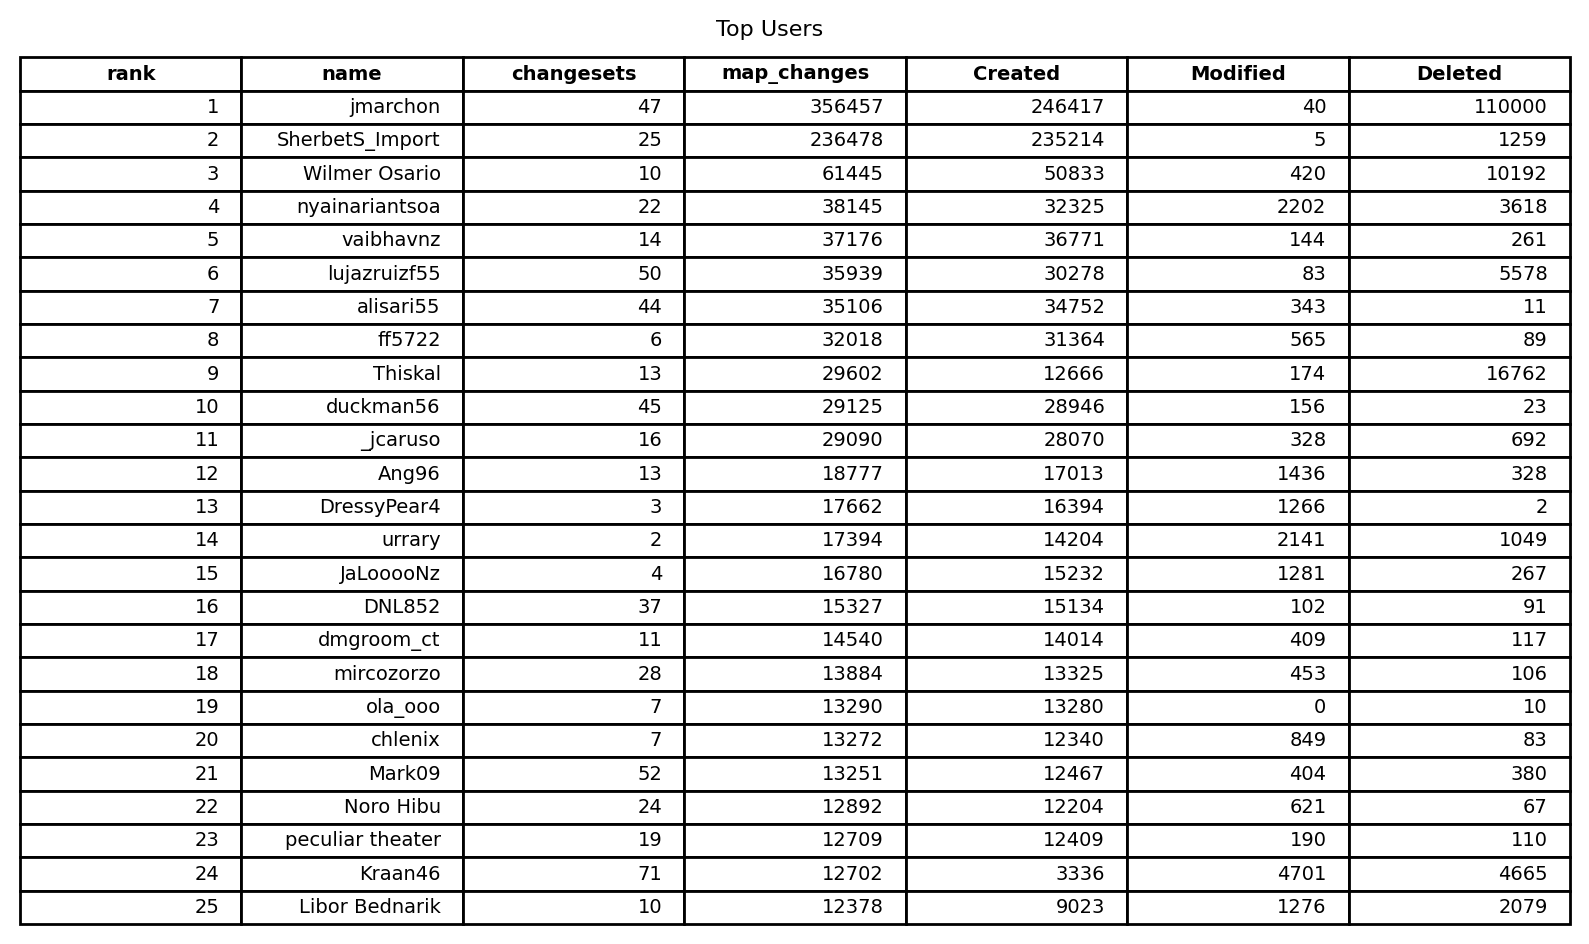 Top Users
rank name changesets map_changes Created Modified Deleted
1 jmarchon 47 356457 246417 40 110000
2 SherbetS_Import 25 236478 235214 5 1259
3 Wilmer Osario 10 61445 50833 420 10192
4 nyainariantsoa 22 38145 32325 2202 3618
5 vaibhavnz 14 37176 36771 144 261
6 lujazruizf55 50 35939 30278 83 5578
7 alisari55 44 35106 34752 343 11
8 ff5722 6 32018 31364 565 89
9 Thiskal 13 29602 12666 174 16762
10 duckman56 45 29125 28946 156 23
11 _jcaruso 16 29090 28070 328 692
12 Ang96 13 18777 17013 1436 328
13 DressyPear4 3 17662 16394 1266 2
14 urrary 2 17394 14204 2141 1049
15 JaLooooNz 4 16780 15232 1281 267
16 DNL852 37 15327 15134 102 91
17 dmgroom_ct 11 14540 14014 409 117
18 mircozorzo 28 13884 13325 453 106
19 ola_ooo 7 13290 13280 0 10
20 chlenix 7 13272 12340 849 83
21 Mark09 52 13251 12467 404 380
22 Noro Hibu 24 12892 12204 621 67
23 peculiar theater 19 12709 12409 190 110
24 Kraan46 71 12702 3336 4701 4665
25 Libor Bednarik 10 12378 9023 1276 2079